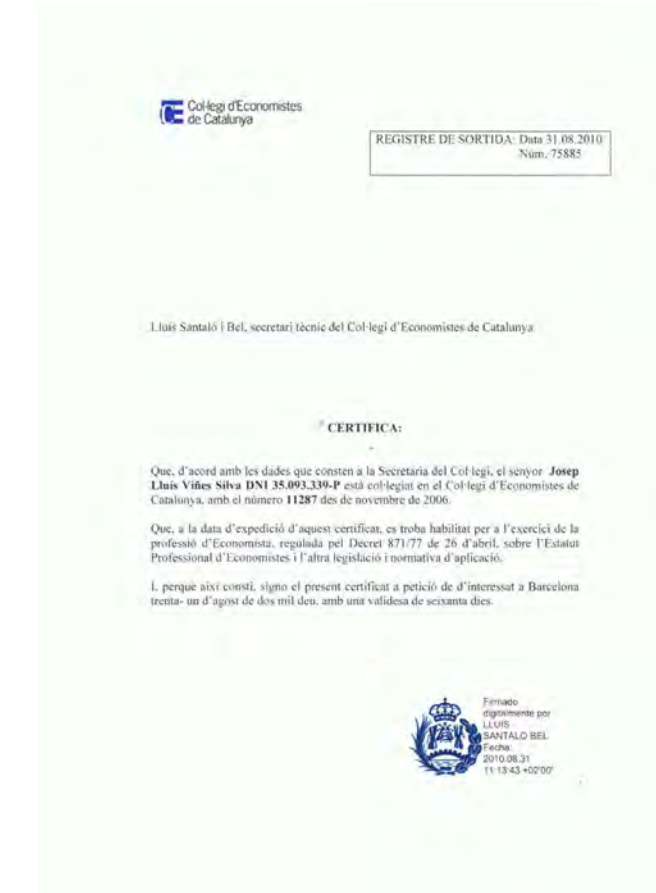 Col·legi d'Economistes
de Catalunya
REGISTRE DE SORTIDA: Data 31.08.2010
Núm. 75885
Lluís Santaló i Bel, secretari tècnic del Col·legi d'Economistes de Catalunya
CERTIFICA:
Que, d'acord amb les dades que consten a la Secretaria del Col·legi, el senyor Josep
Lluís Viñes Silva DNI 35.093.339-P està col·legiat en el Col·legi d'Economistes de
Catalunya, amb el número 11287 des de novembre de 2006.
Que, a la data d'expedició d'aquest certificat, es troba habilitat per a l'exercici de la
professió d'Economista, regulada pel Decret 871/77 de 26 d'abril, sobre l'Estatut
Professional d'Economistes i l'altra legislació i normativa d'aplicació.
I, perque així consti, signo el present certificat a petició de d'interessat a Barcelona
trenta- un d'agost de dos mil deu, amb una validesa de seixanta dies.
Firmado
digitalmente por
LLUIS
SANTALO BEL
Fecha:
2010.08.31
11:13:43 +02'00'